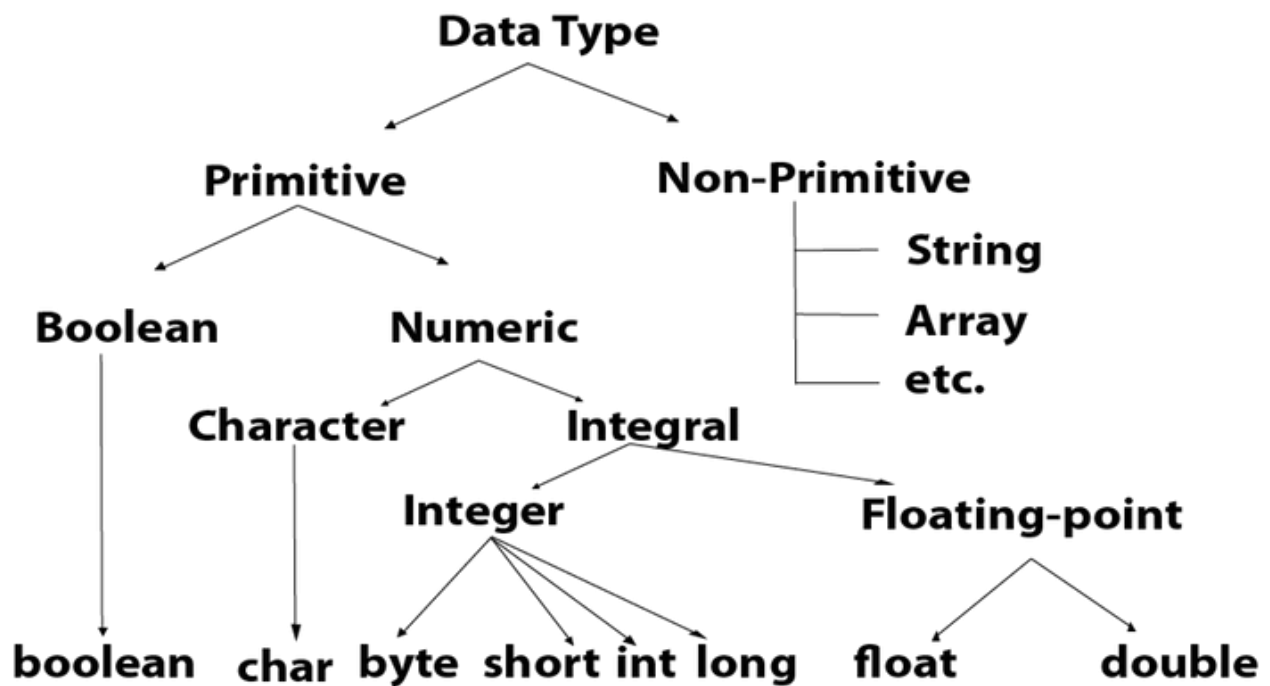 Data Type
Primitive
Non-Primitive
String
Array
etc.
Boolean
Numeric
Character
Integral
Integer
Floating-point
boolean
char
byte
short
int
long
float
double